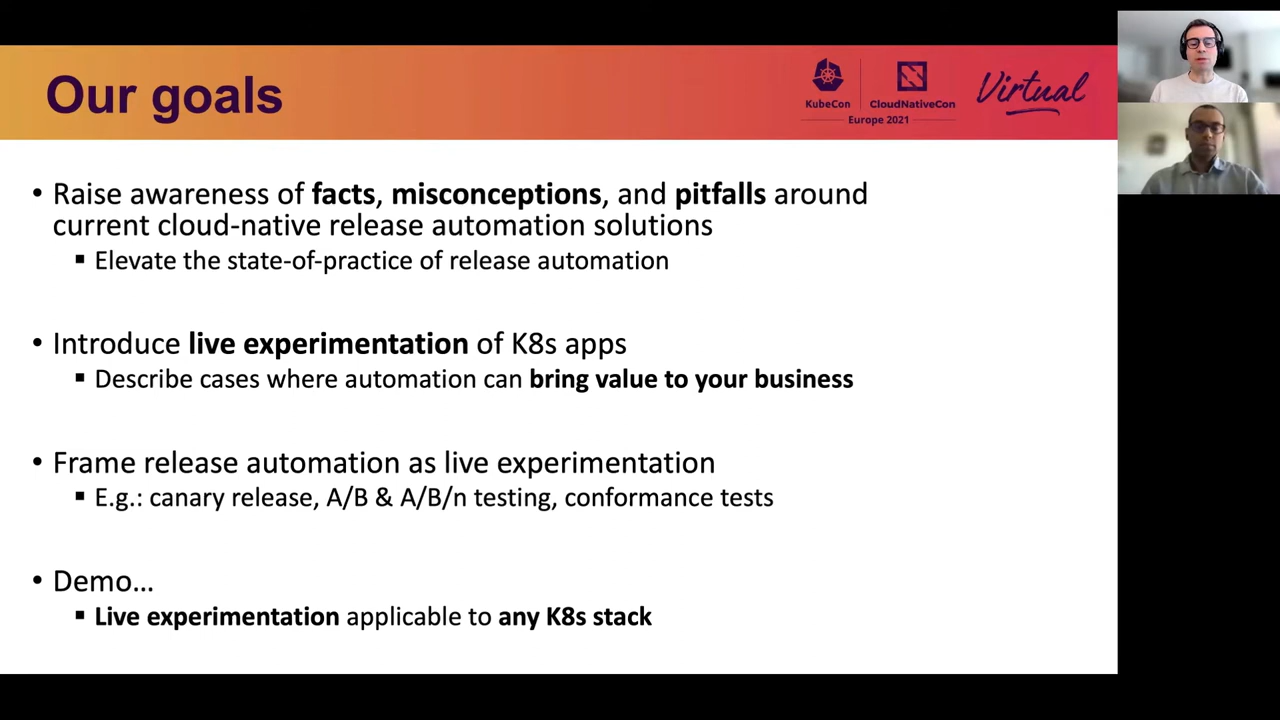 Our goals
KubeCon
CloudNativeCon
Europe 2021
Virtual
• Raise awareness of facts, misconceptions, and pitfalls around
current cloud-native release automation solutions
▪ Elevate the state-of-practice of release automation
• Introduce live experimentation of K8s apps
▪ Describe cases where automation can bring value to your business
• Frame release automation as live experimentation
▪ E.g.: canary release, A/B & A/B/n testing, conformance tests
• Demo…
▪ Live experimentation applicable to any K8s stack